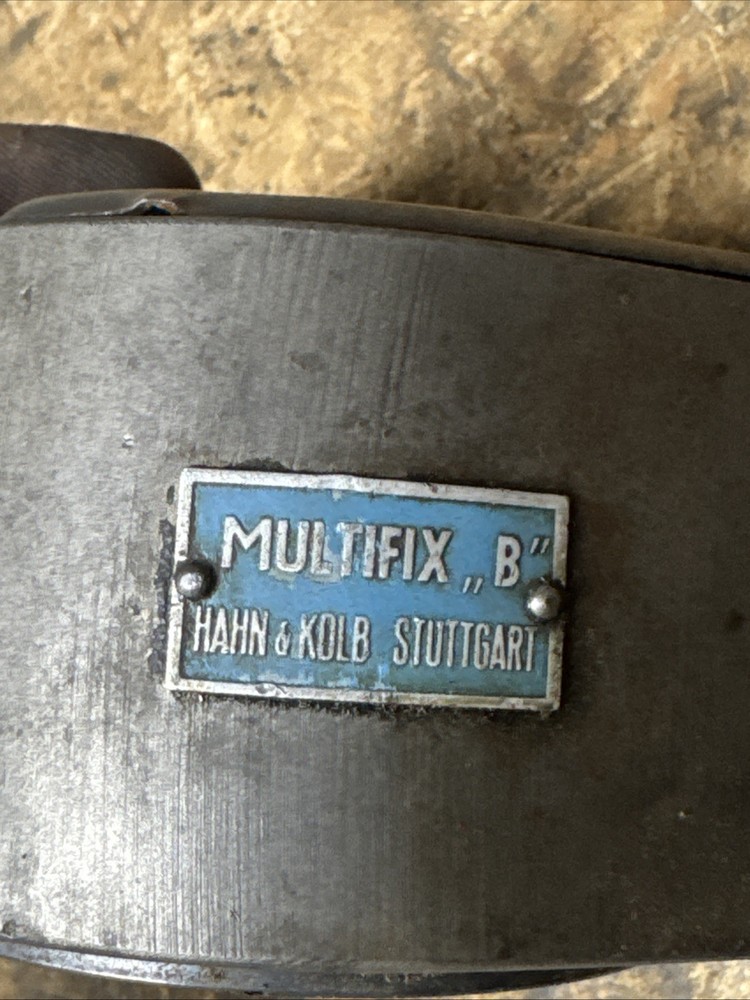 MULTIFIX „B”
HAHN & KOLB STUTTGART